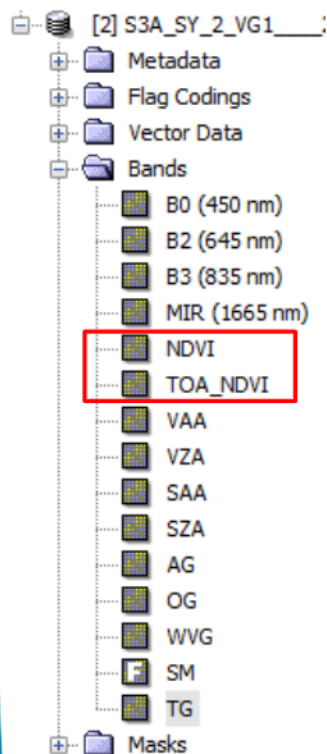 [2] S3A_SY_2_VG1____
Metadata
Flag Codings
Vector Data
Bands
B0 (450 nm)
B2 (645 nm)
B3 (835 nm)
MIR (1665 nm)
NDVI
TOA_NDVI
VAA
VZA
SAA
SZA
AG
OG
WVG
F SM
TG
Masks